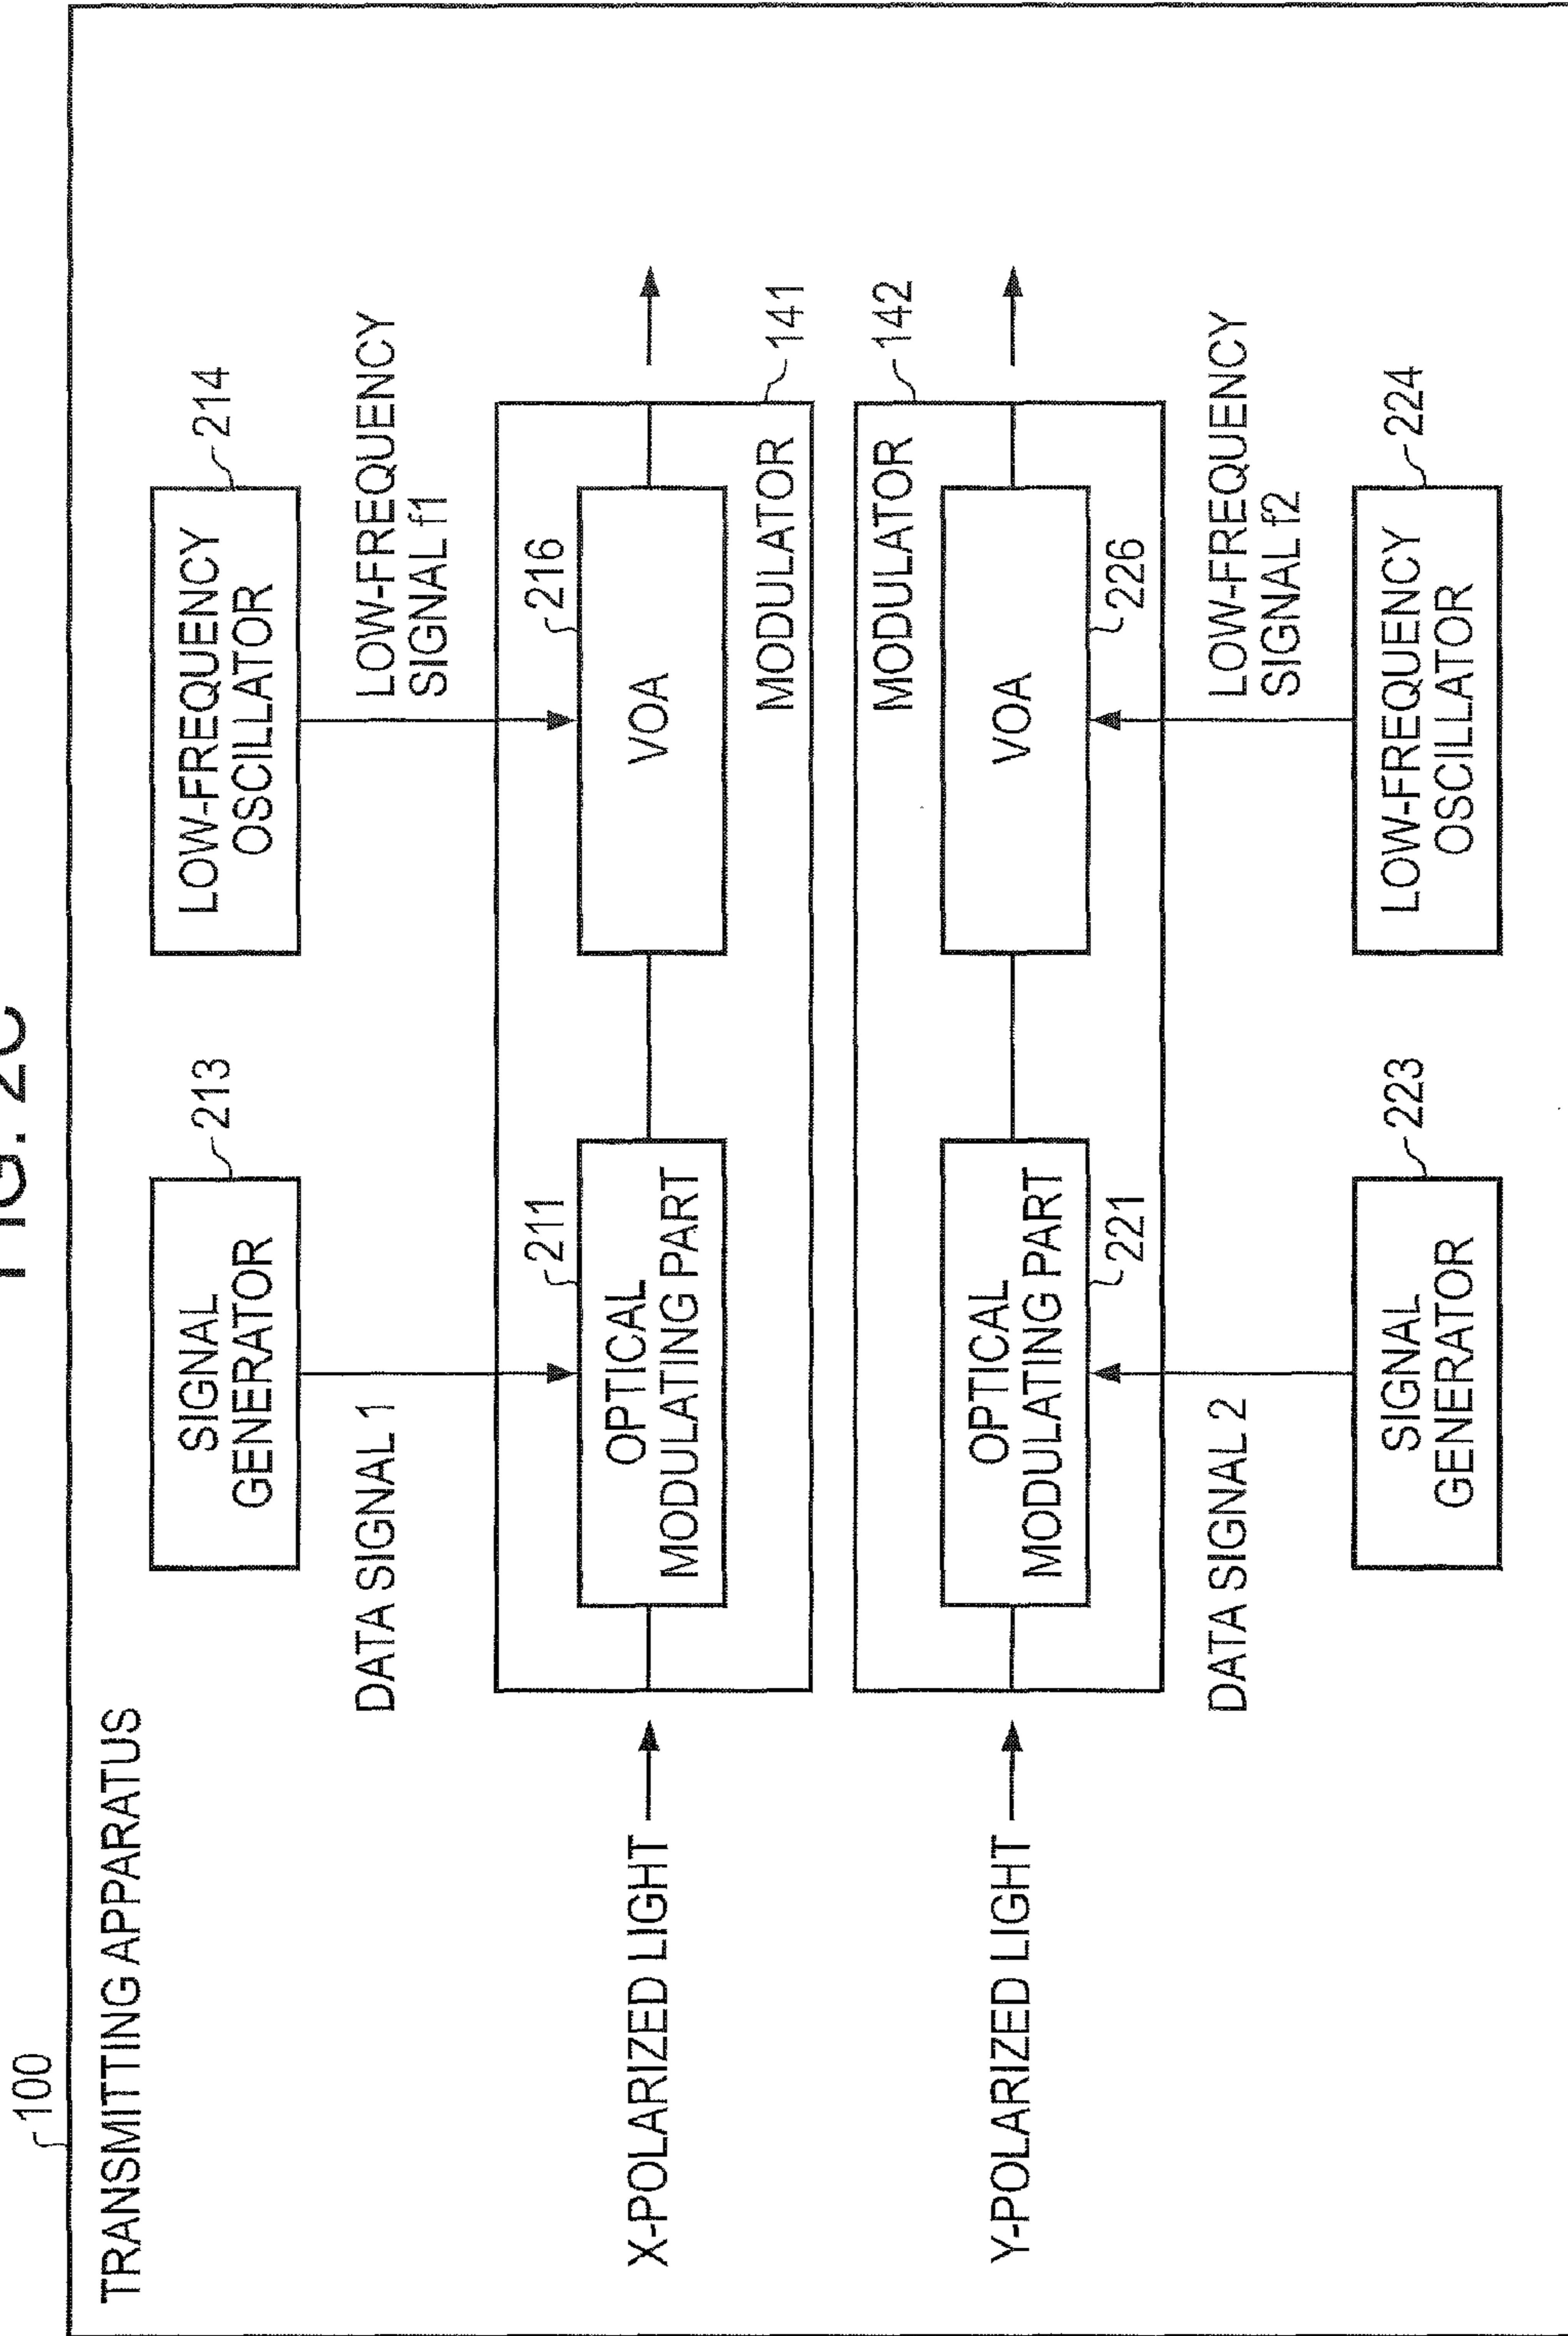 FIG. 2C
100
TRANSMITTING APPARATUS
213
SIGNAL
GENERATOR
214
LOW-FREQUENCY
OSCILLATOR
DATA SIGNAL 1
LOW-FREQUENCY
SIGNAL f1
211
216
X-POLARIZED LIGHT
OPTICAL
MODULATING PART
VOA
MODULATOR
141
142
MODULATOR
Y-POLARIZED LIGHT
OPTICAL
MODULATING PART
VOA
221
226
DATA SIGNAL 2
LOW-FREQUENCY
SIGNAL f2
223
SIGNAL
GENERATOR
224
LOW-FREQUENCY
OSCILLATOR